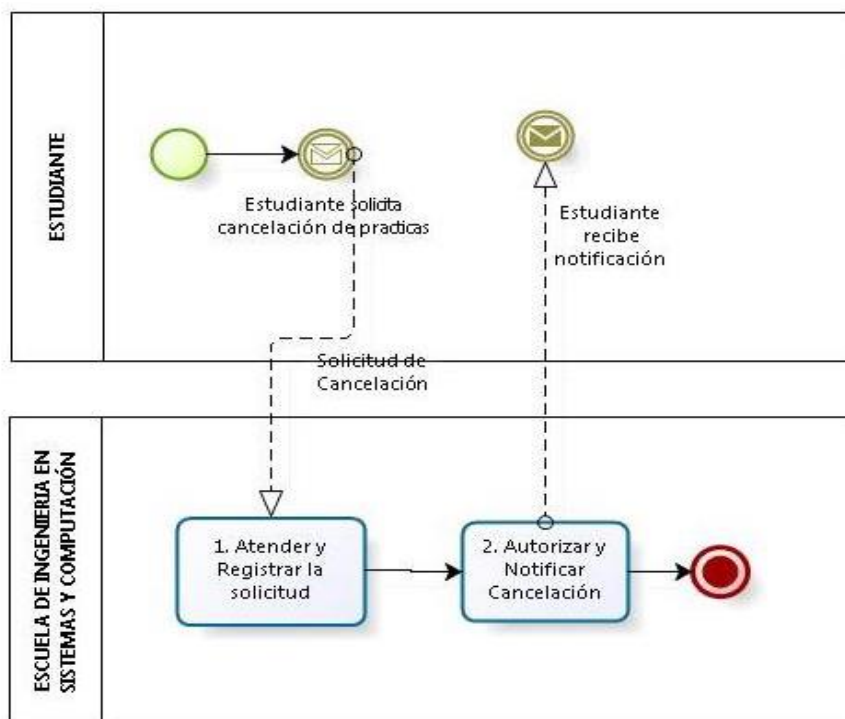 ESTUDIANTE
Estudiante solicita
cancelación de practicas
Estudiante
recibe
notificación
Solicitud de
Cancelación
ESCUELA DE INGENIERIA EN
SISTEMAS Y COMPUTACIÓN
1. Atender y
Registrar la
solicitud
2. Autorizar y
Notificar
Cancelación